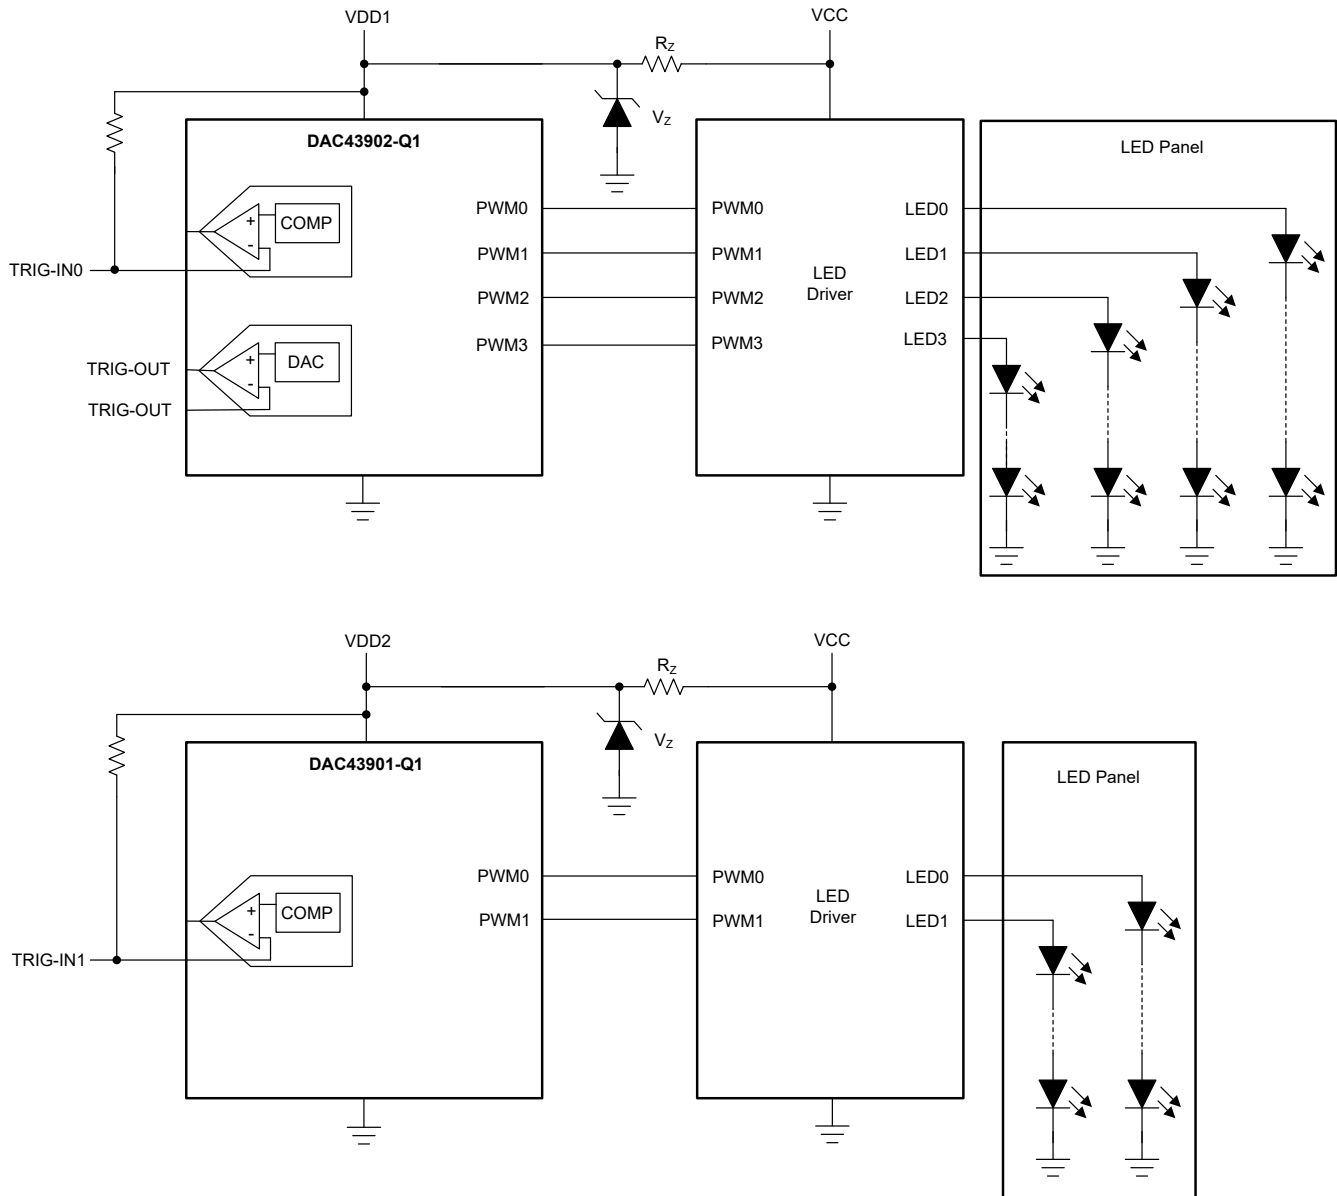 VDD1
VCC
RZ
VZ
DAC43902-Q1
LED Panel
COMP
+
-
TRIG-IN0
DAC
+
-
TRIG-OUT
TRIG-OUT
PWM0
PWM1
PWM2
PWM3
PWM0
PWM1
PWM2
PWM3
LED
Driver
LED0
LED1
LED2
LED3
VDD2
VCC
RZ
VZ
DAC43901-Q1
LED Panel
COMP
+
-
TRIG-IN1
PWM0
PWM1
PWM0
PWM1
LED
Driver
LED0
LED1